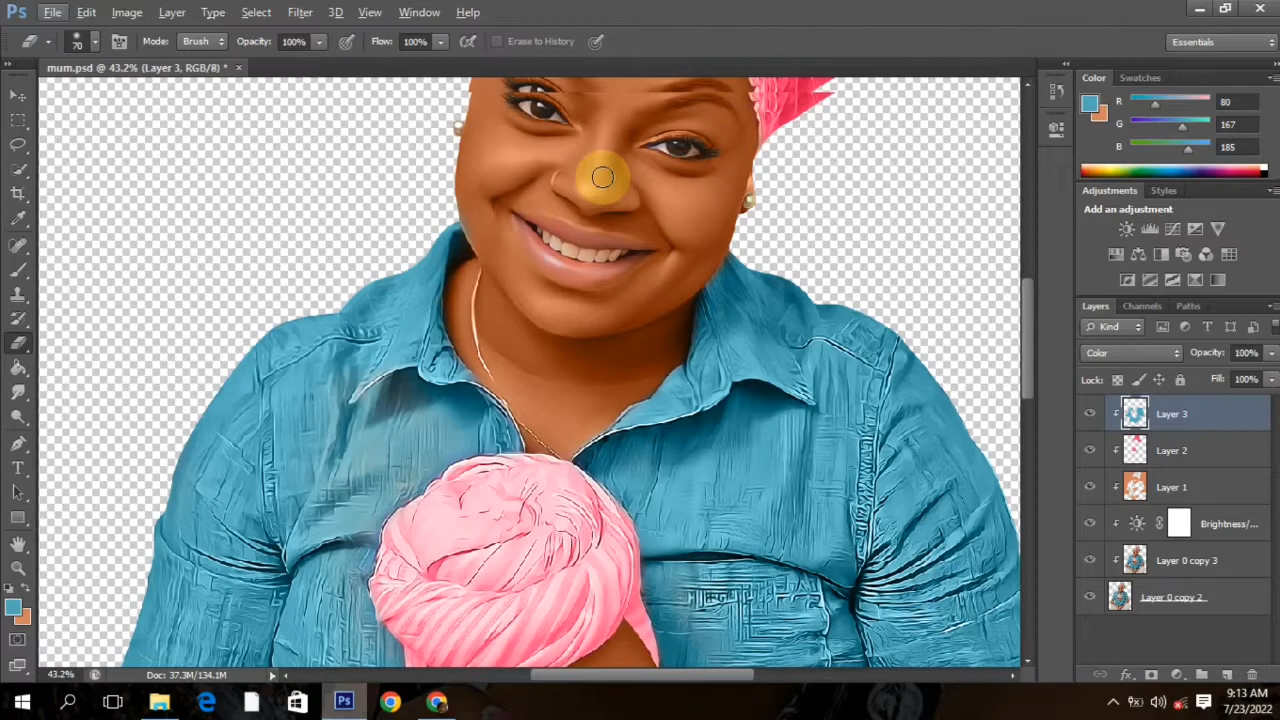 Ps File Edit Image Layer Type Select Filter 3D View Window Help
70 Mode: Brush Opacity: 100% Flow: 100% Erase to History Essentials
mum.psd @ 43.2% (Layer 3, RGB/8) * ×
Color Swatches
R 80
G 167
B 185
Adjustments Styles
Add an adjustment
Layers Channels Paths
Kind
Color Opacity: 100%
Lock: Fill: 100%
Layer 3
Layer 2
Layer 1
Brightness/...
Layer 0 copy 3
Layer 0 copy 2
43.2% Doc: 37.3M/134.1M
Ps
9:13 AM
7/23/2022